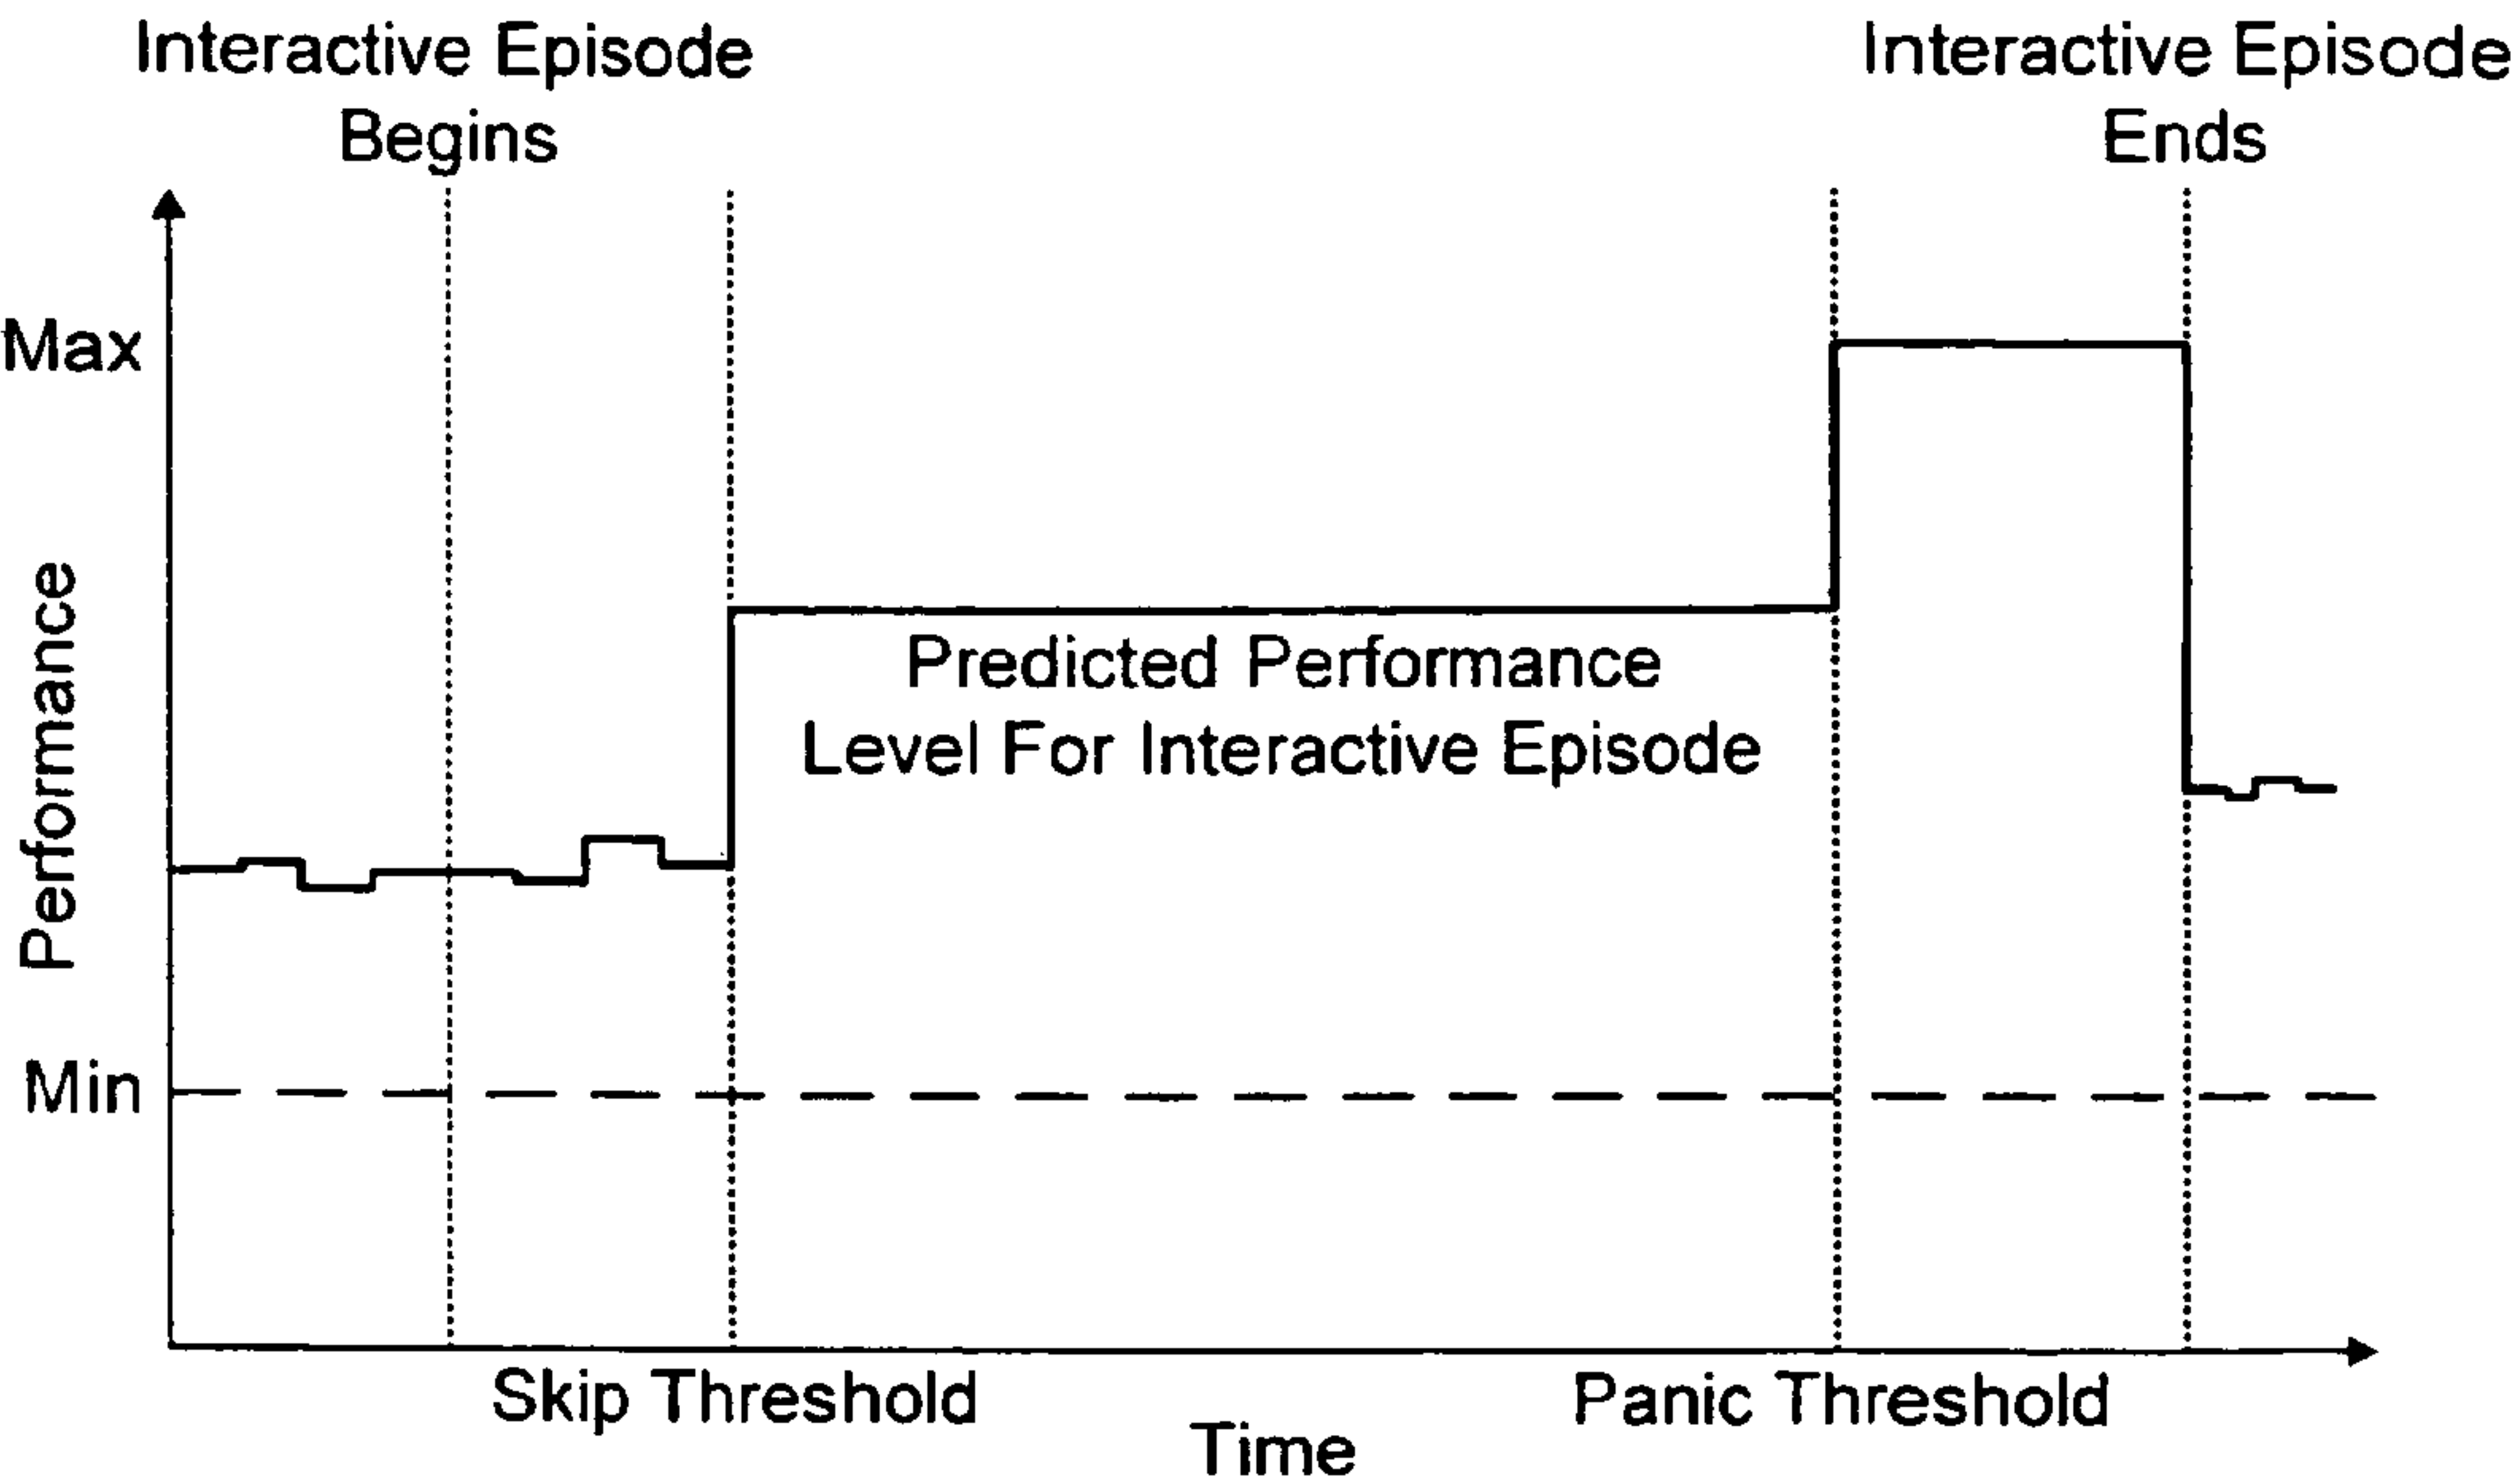 Interactive Episode
Begins
Interactive Episode
Ends
Max
Performance
Predicted Performance
Level For Interactive Episode
Min
Skip Threshold
Panic Threshold
Time